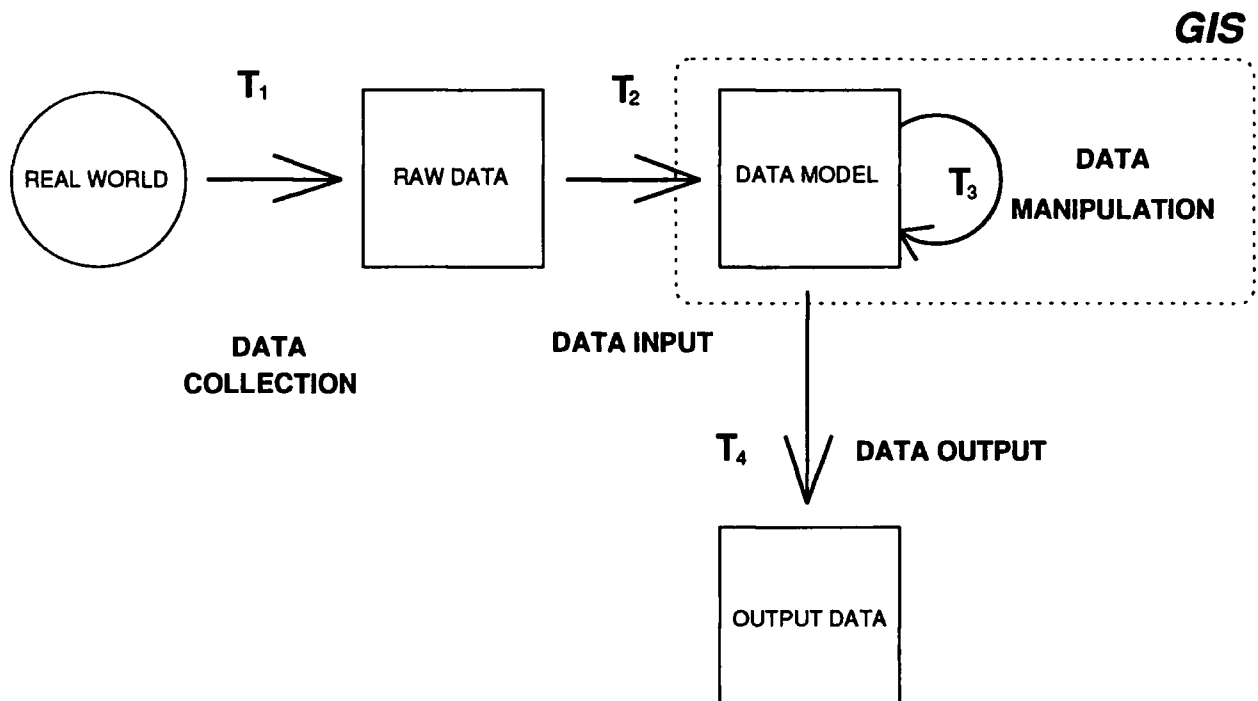 GIS
T₁
T₂
REAL WORLD
RAW DATA
DATA MODEL
T₃
DATA
MANIPULATION
DATA
COLLECTION
DATA INPUT
T₄
DATA OUTPUT
OUTPUT DATA